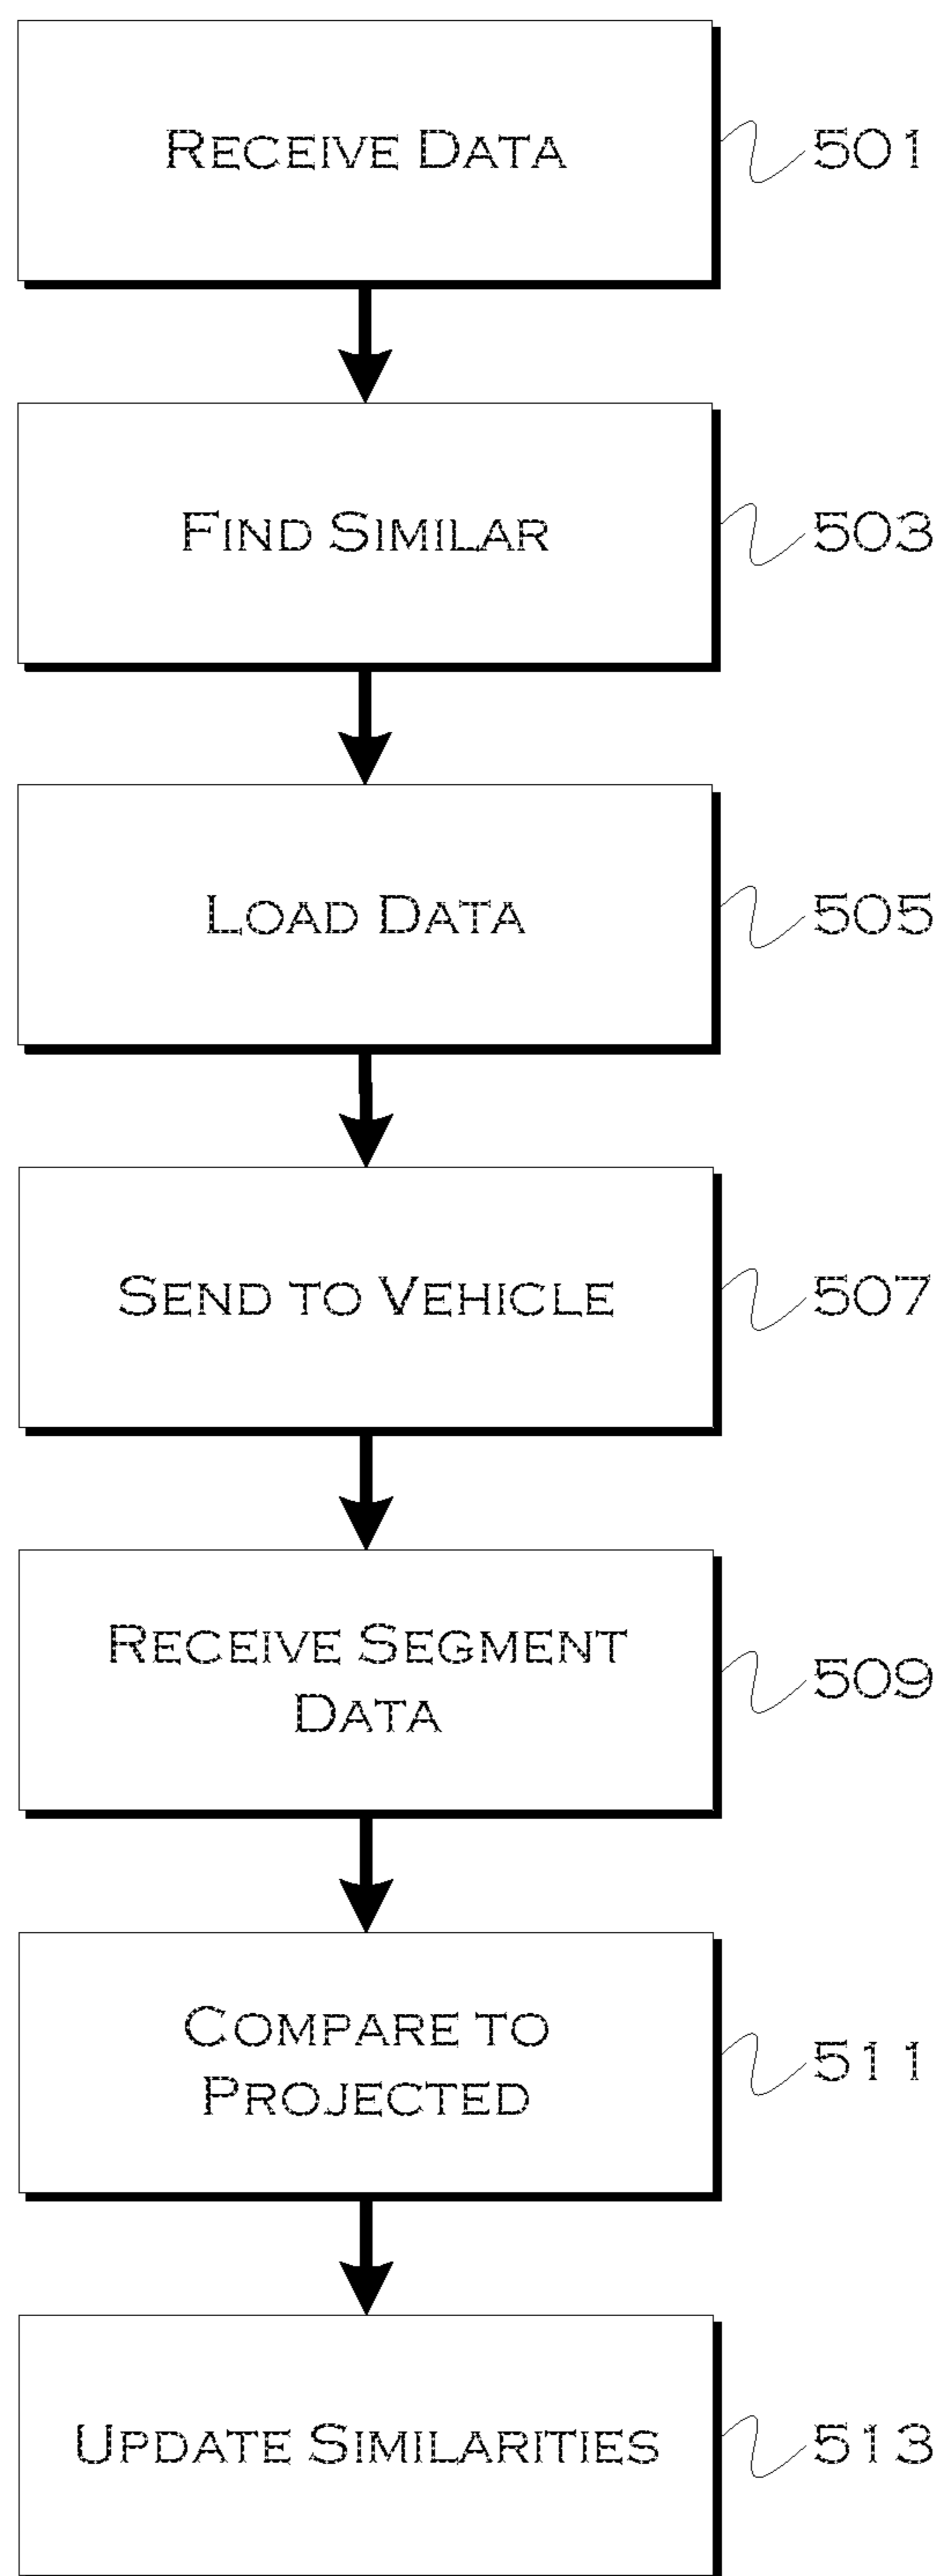 RECEIVE DATA
501
FIND SIMILAR
503
LOAD DATA
505
SEND TO VEHICLE
507
RECEIVE SEGMENT
DATA
509
COMPARE TO
PROJECTED
511
UPDATE SIMILARITIES
513